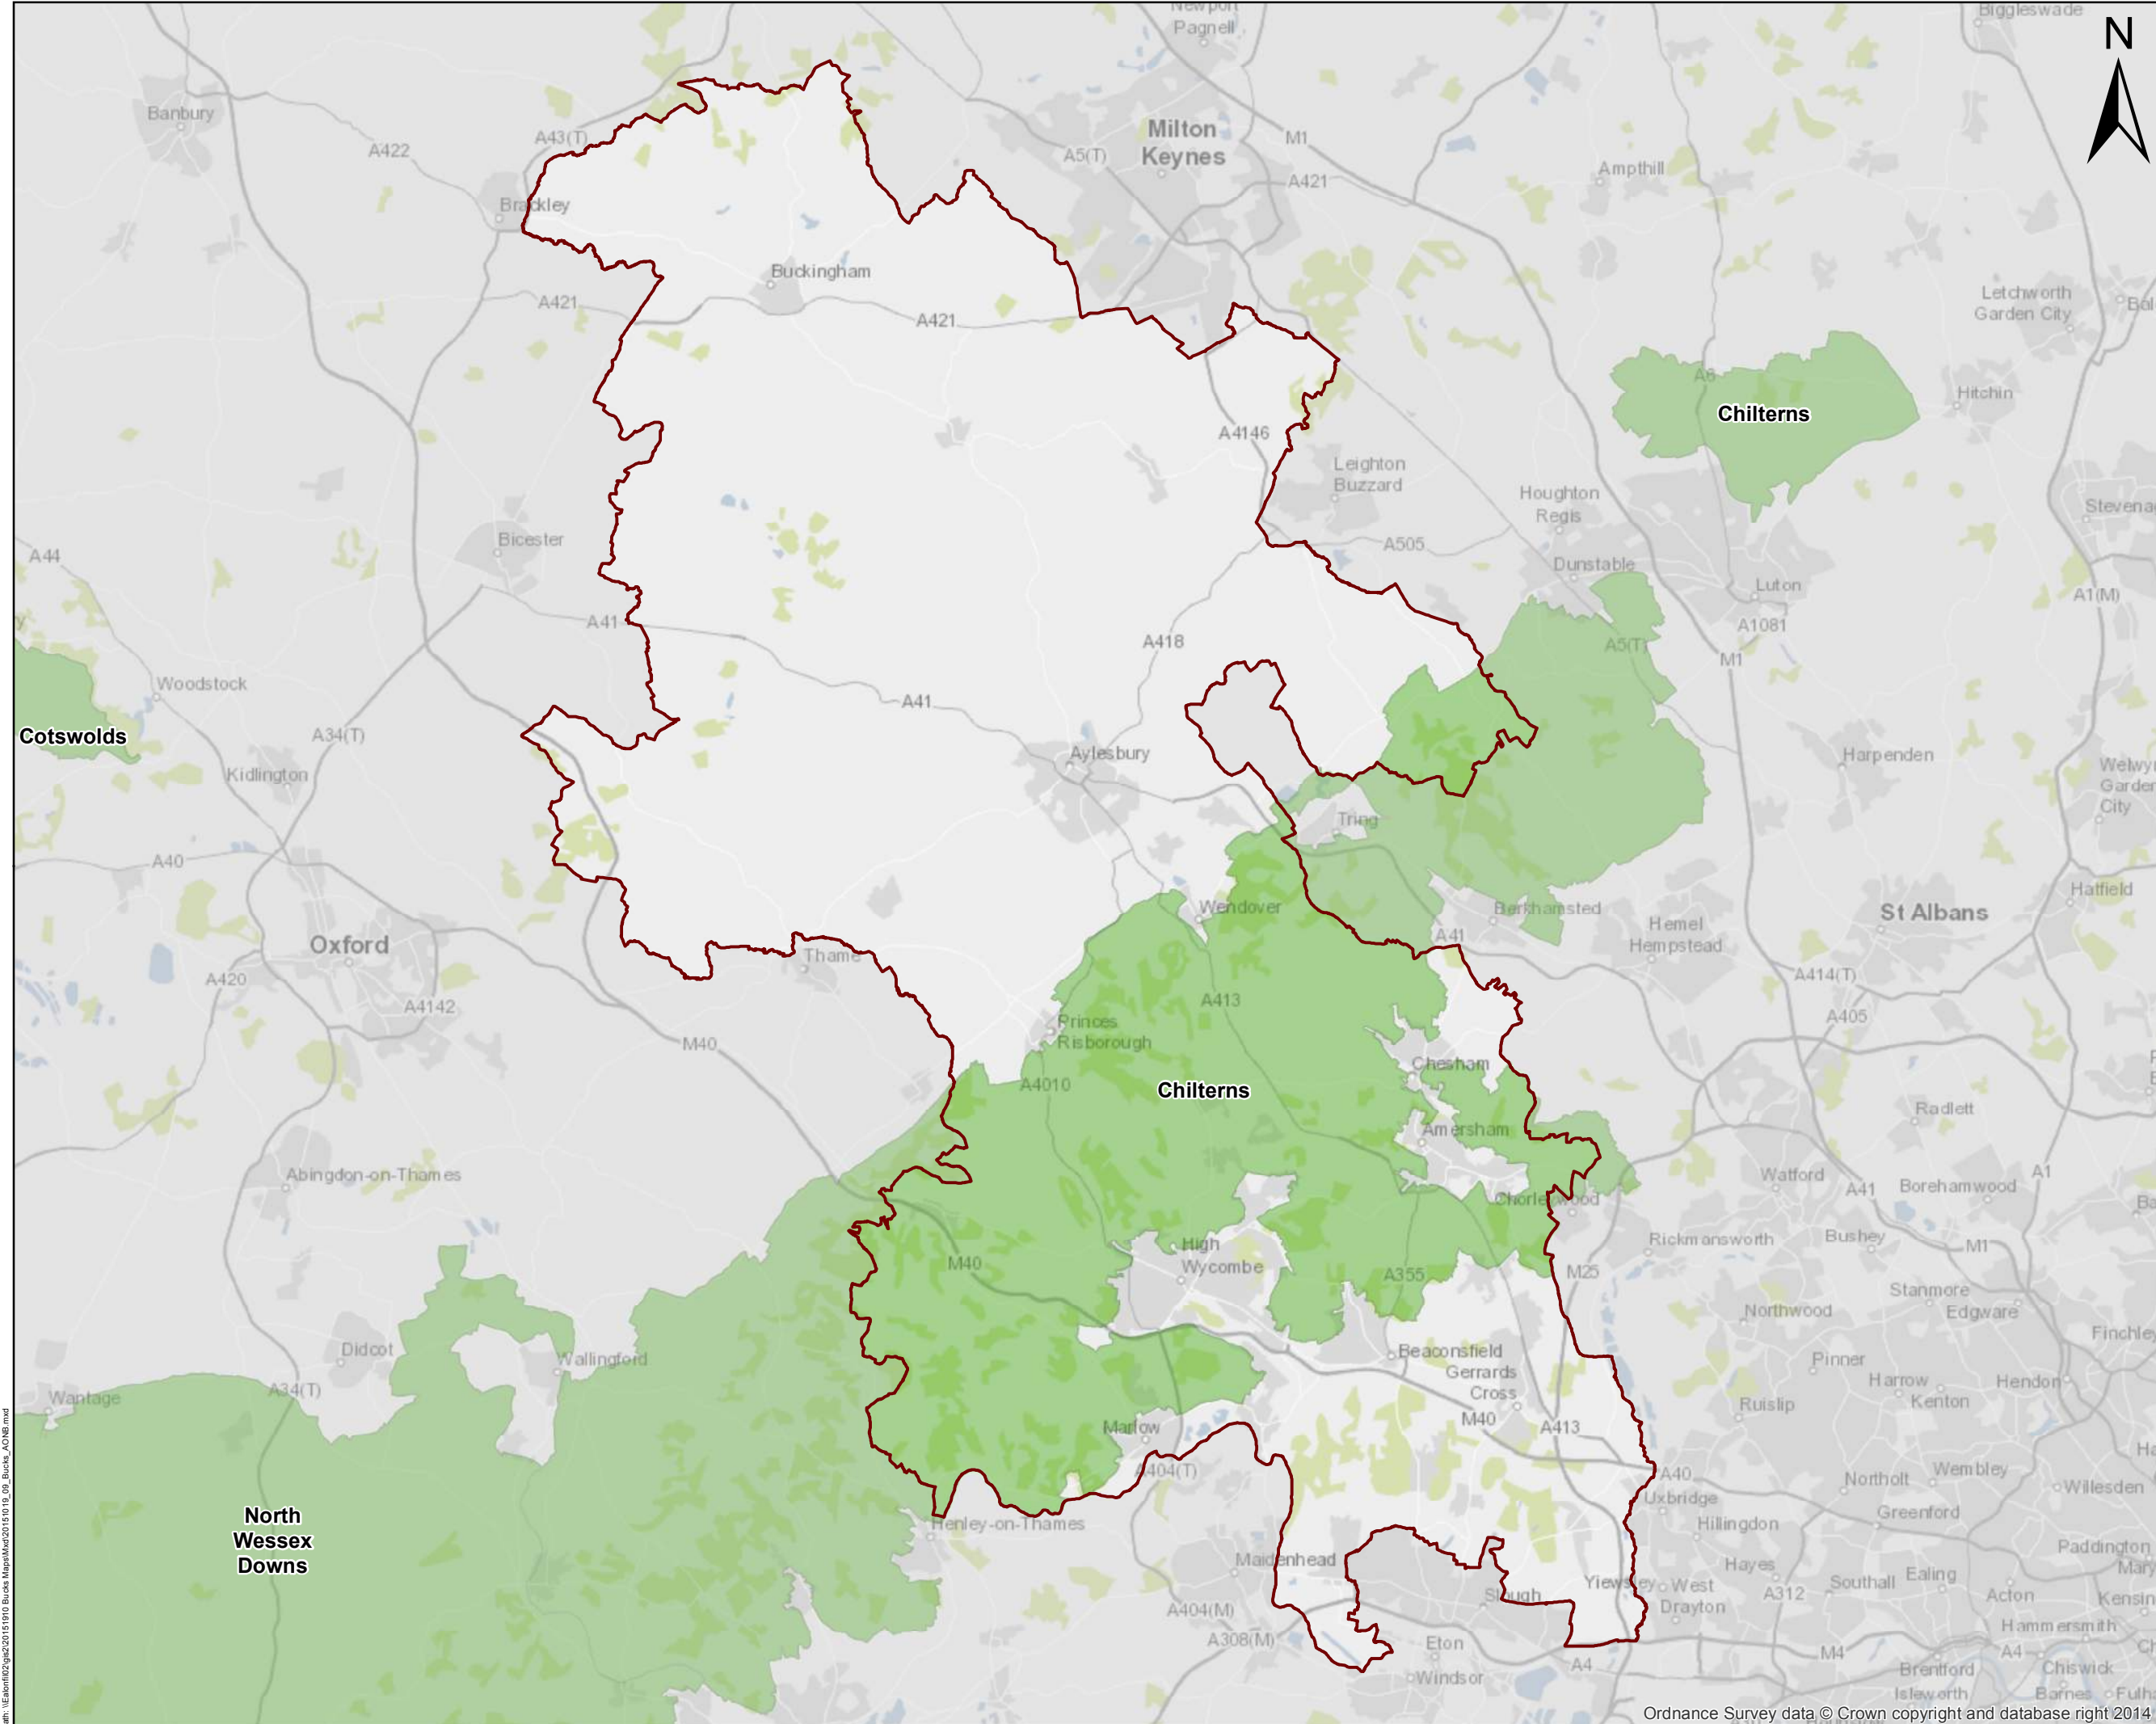 Newport
Pagnell
Biggleswade
N
Banbury
A43(T)
A422
Milton
Keynes
A5(T)
M1
A421
Ampthill
Brackley
Buckingham
A421
A421
Letchworth
Garden City
A6
Chilterns
Hitchin
A4146
Leighton
Buzzard
Houghton
Regis
Bicester
A44
A505
Dunstable
Luton
A1(M)
A41
A1081
A418
A5(T)
M1
Woodstock
A41
Cotswolds
A34(T)
Aylesbury
Kidlington
Harpenden
Tring
A40
Wendover
Berkhamsted
Hatfield
St Albans
Hemel
Hempstead
A41
Oxford
Thame
A420
A4142
A413
A414(T)
A405
Princes
Risborough
M40
Chesham
A4010
Chilterns
Radlett
Amersham
Abingdon-on-Thames
Watford
A41
Borehamwood
A1
Chorleywood
Rickmansworth
Bushey
M1
High
Wycombe
M40
A355
M25
Stanmore
Edgware
Northwood
Finchley
Didcot
Wallingford
Beaconsfield
Gerrards
Cross
Pinner
Harrow
Kenton
Hendon
Wantage
A34(T)
Ruislip
Marlow
M40
A413
A404(T)
A40
Northolt
Wembley
Willesden
Uxbridge
Greenford
North
Wessex
Downs
Henley-on-Thames
Hillingdon
Maidenhead
Hayes
Paddington
Slough
Yiewsley
West
Drayton
A312
Southall
Ealing
Acton
A404(M)
Hammersmith
A308(M)
Eton
Windsor
A4
M4
A4
Brentford
Chiswick
Isleworth
Barnes
Ordnance Survey data © Crown copyright and database right 2014